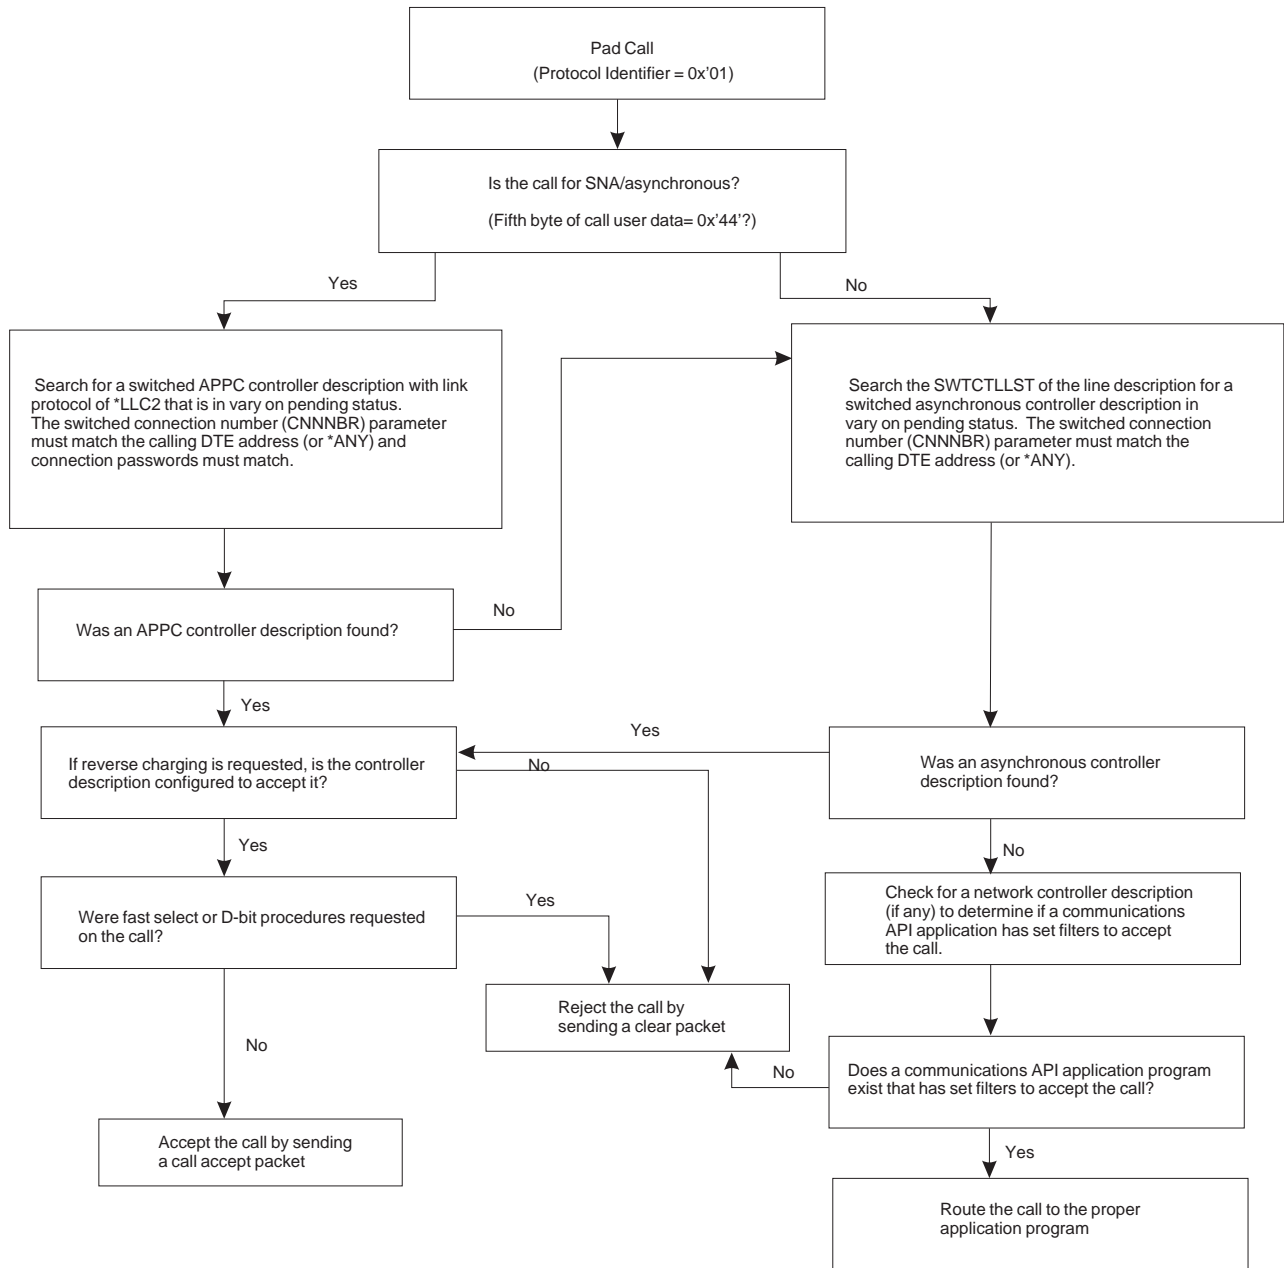 Pad Call
(Protocol Identifier = 0x'01)
Is the call for SNA/asynchronous?
(Fifth byte of call user data= 0x'44'?)
Yes
No
Search for a switched APPC controller description with link
protocol of *LLC2 that is in vary on pending status.
The switched connection number (CNNNBR) parameter
must match the calling DTE address (or *ANY) and
connection passwords must match.
Search the SWTCTLLST of the line description for a
switched asynchronous controller description in
vary on pending status. The switched connection
number (CNNNBR) parameter must match the
calling DTE address (or *ANY).
Was an APPC controller description found?
No
Yes
If reverse charging is requested, is the controller
description configured to accept it?
No
Yes
Was an asynchronous controller
description found?
Yes
No
Were fast select or D-bit procedures requested
on the call?
Yes
Check for a network controller description
(if any) to determine if a communications
API application has set filters to accept
the call.
Reject the call by
sending a clear packet
No
No
Does a communications API application program
exist that has set filters to accept the call?
Accept the call by sending
a call accept packet
Yes
Route the call to the proper
application program